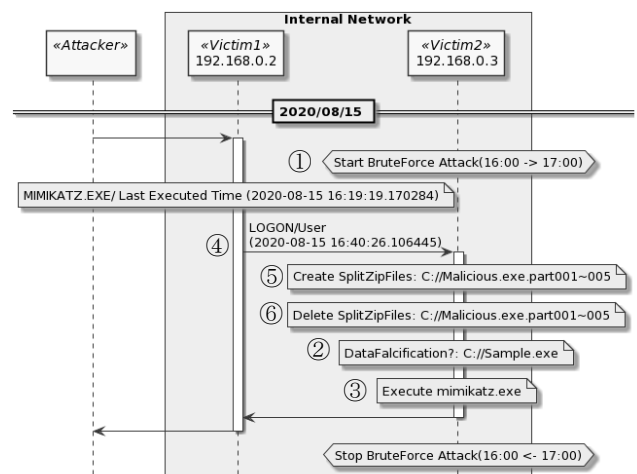 Internal Network
«Attacker»
«Victim1»
192.168.0.2
«Victim2»
192.168.0.3
2020/08/15
① Start BruteForce Attack(16:00 -> 17:00)
MIMIKATZ.EXE/ Last Executed Time (2020-08-15 16:19:19.170284)
④ LOGON/User
(2020-08-15 16:40:26.106445)
⑤ Create SplitZipFiles: C://Malicious.exe.part001~005
⑥ Delete SplitZipFiles: C://Malicious.exe.part001~005
② DataFalcification?: C://Sample.exe
③ Execute mimikatz.exe
Stop BruteForce Attack(16:00 <- 17:00)